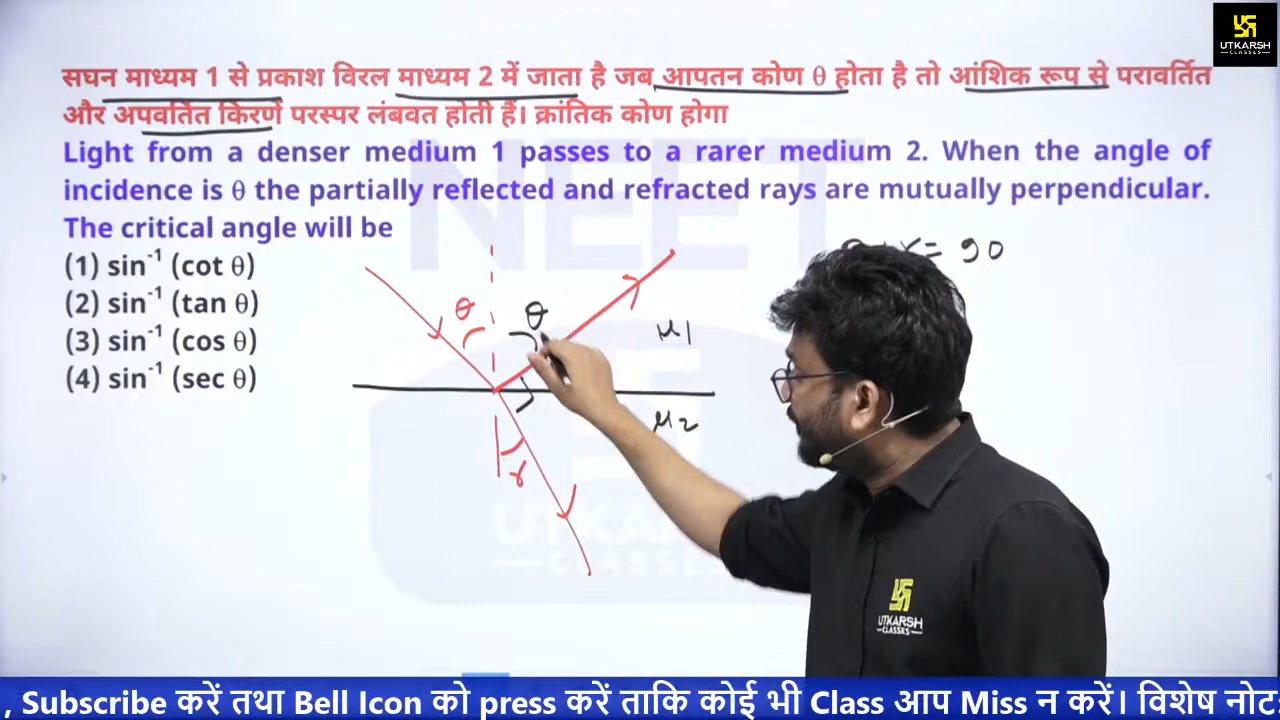 UTKARSH
CLASSES
सघन माध्यम 1 से प्रकाश विरल माध्यम 2 में जाता है जब आपतन कोण θ होता है तो आंशिक रूप से परावर्तित
और अपवर्तित किरणें परस्पर लंबवत होती हैं। क्रांतिक कोण होगा
Light from a denser medium 1 passes to a rarer medium 2. When the angle of
incidence is θ the partially reflected and refracted rays are mutually perpendicular.
The critical angle will be
(1) sin⁻¹ (cot θ)
(2) sin⁻¹ (tan θ)
(3) sin⁻¹ (cos θ)
(4) sin⁻¹ (sec θ)
r = 90
θ
θ
μ1
μ2
r
NEET
UTKARSH
CLASSES
UTKARSH
CLASSES
, Subscribe करें तथा Bell Icon को press करें ताकि कोई भी Class आप Miss न करें। विशेष नोट